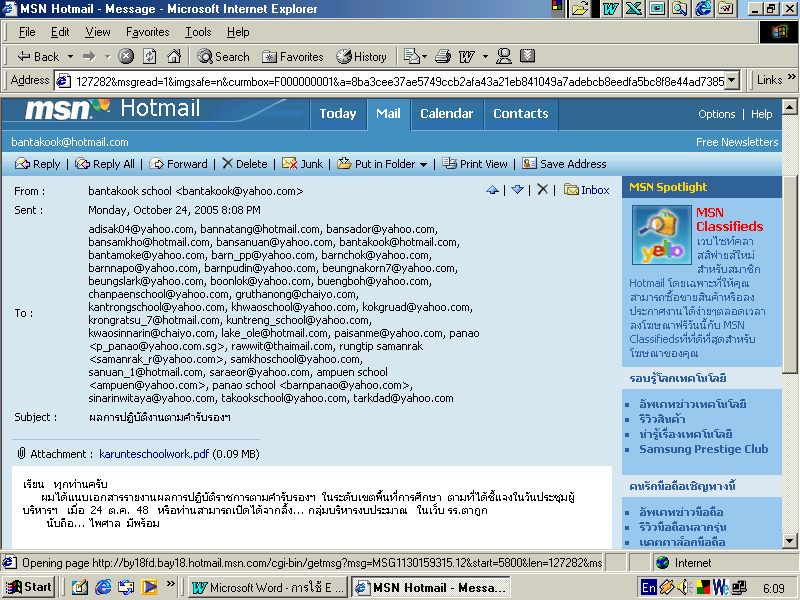 MSN Hotmail - Message - Microsoft Internet Explorer
File Edit View Favorites Tools Help
Back Search Favorites History
Address 127282&msgread=1&imgsafe=n&curmbox=F000000001&a=8ba3cee37ae5749ccb2afa43a21eb841049a7adebcb8eedfa5bc8f8e44ad7385 Links »
msn Hotmail Today Mail Calendar Contacts Options | Help
bantakook@hotmail.com Free Newsletters
Reply | Reply All | Forward | Delete | Junk | Put in Folder | Print View | Save Address
From : bantakook school <bantakook@yahoo.com> | | | Inbox
Sent : Monday, October 24, 2005 8:08 PM
To :
adisak04@yahoo.com, bannatang@hotmail.com, bansador@yahoo.com,
bansamkho@hotmail.com, bansanuan@yahoo.com, bantakook@hotmail.com,
bantamoke@yahoo.com, barn_pp@yahoo.com, barnchok@yahoo.com,
barnnapo@yahoo.com, barnpudin@yahoo.com, beungnakorn7@yahoo.com,
beungslark@yahoo.com, boonlok@yahoo.com, buengboh@yahoo.com,
chanpaenschool@yahoo.com, gruthanong@chaiyo.com,
kantrongschool@yahoo.com, khwaoschool@yahoo.com, kokgruad@yahoo.com,
krongratsu_7@hotmail.com, kuntreng_school@yahoo.com,
kwaosinnarin@chaiyo.com, lake_ole@hotmail.com, paisanme@yahoo.com, panao
<p_panao@yahoo.com.sg>, rawwit@thaimail.com, rungtip samanrak
<samanrak_r@yahoo.com>, samkhoschool@yahoo.com,
sanuan_1@hotmail.com, saraeor@yahoo.com, ampuen school
<ampuen@yahoo.com>, panao school <barnpanao@yahoo.com>,
sinarinwitaya@yahoo.com, takookschool@yahoo.com, tarkdad@yahoo.com
Subject : ผลการปฏิบัติงานตามคำรับรองฯ
Attachment : karunteschoolwork.pdf (0.09 MB)
เรียน ทุกท่านครับ
ผมได้แนบเอกสารรายงานผลการปฏิบัติราชการตามคำรับรองฯ ในระดับเขตพื้นที่การศึกษา ตามที่ได้ชี้แจงในวันประชุมผู้
บริหารฯ เมื่อ 24 ต.ค. 48 หรือท่านสามารถเปิดได้จากลิ้ง... กลุ่มบริหารงบประมาณ ในเว็บ รร.ตากูก
นับถือ... ไพศาล มีพร้อม
MSN Spotlight
MSN
Classifieds
yelo
เวบไซท์คลา
สสิฟายส์ใหม่
สำหรับสมาชิก
Hotmail โดยเฉพาะที่ให้คุณ
สามารถซื้อขายสินค้าหรือลง
ประกาศงานได้ง่ายๆตลอดเวลา
ลงโฆษณาฟรีวันนี้กับ MSN
Classifiedsที่ที่ดีที่สุดสำหรับ
โฆษณาของคุณ
รอบรู้โลกเทคโนโลยี
อัพเดทข่าวเทคโนโลยี
รีวิวสินค้า
น่ารู้เรื่องเทคโนโลยี
Samsung Prestige Club
คนรักมือถือเชิญทางนี้
อัพเดทข่าวมือถือ
รีวิวมือถือหลากรุ่น
แคตตาล็อกมือถือ
Opening page http://by18fd.bay18.hotmail.msn.com/cgi-bin/getmsg?msg=MSG1130159315.12&start=5800&len=127282&ms Internet
Start » Microsoft Word - การใช้ E ... MSN Hotmail - Messa... En 6:09